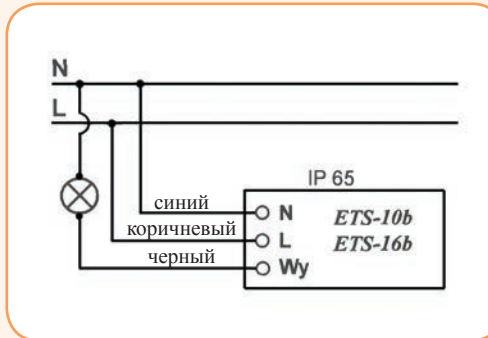 N
L
IP 65
синий N ETS-10b
коричневый L ETS-16b
черный Wy